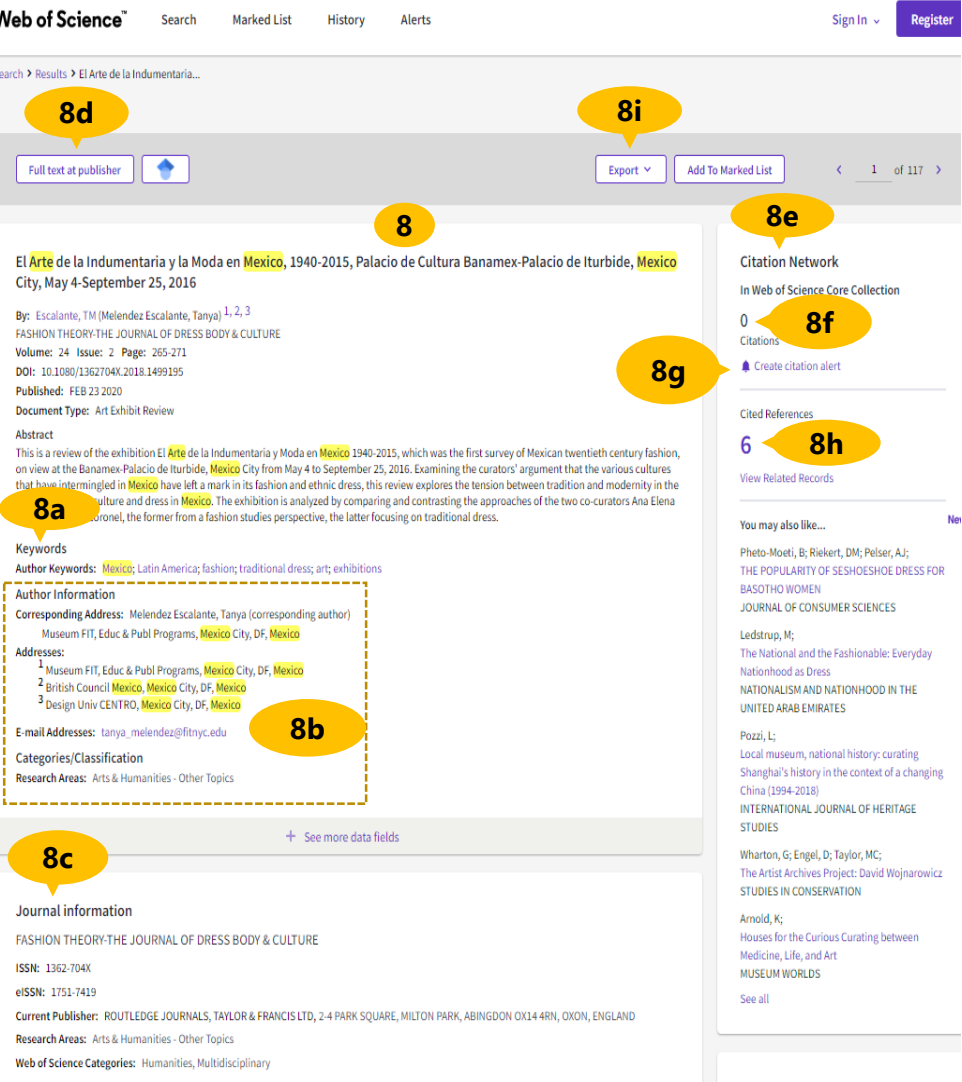 Web of Science™ Search Marked List History Alerts Sign In Register
Results > El Arte de la Indumentaria...
8d
8i
Full text at publisher
Export
Add To Marked List
1 of 117
8
El Arte de la Indumentaria y la Moda en Mexico, 1940-2015, Palacio de Cultura Banamex-Palacio de Iturbide, Mexico
City, May 4-September 25, 2016
By: Escalante, TM (Melendez Escalante, Tanya) 1, 2, 3
FASHION THEORY-THE JOURNAL OF DRESS BODY & CULTURE
Volume: 24 Issue: 2 Page: 265-271
DOI: 10.1080/1362704X.2018.1499195
Published: FEB 23 2020
Document Type: Art Exhibit Review
Abstract
This is a review of the exhibition El Arte de la Indumentaria y Moda en Mexico 1940-2015, which was the first survey of Mexican twentieth century fashion,
on view at the Banamex-Palacio de Iturbide, Mexico City from May 4 to September 25, 2016. Examining the curators' argument that the various cultures
that have intermingled in Mexico have left a mark in its fashion and ethnic dress, this review explores the tension between tradition and modernity in the
culture and dress in Mexico. The exhibition is analyzed by comparing and contrasting the approaches of the two co-curators Ana Elena
the former from a fashion studies perspective, the latter focusing on traditional dress.
8a
Keywords
Author Keywords: Mexico; Latin America; fashion; traditional dress; art; exhibitions
Author Information
Corresponding Address: Melendez Escalante, Tanya (corresponding author)
Museum FIT, Educ & Publ Programs, Mexico City, DF, Mexico
Addresses:
1 Museum FIT, Educ & Publ Programs, Mexico City, DF, Mexico
2 British Council Mexico, Mexico City, DF, Mexico
3 Design Univ CENTRO, Mexico City, DF, Mexico
8b
E-mail Addresses: tanya_melendez@fitnyc.edu
Categories/Classification
Research Areas: Arts & Humanities - Other Topics
+ See more data fields
8c
Journal information
FASHION THEORY-THE JOURNAL OF DRESS BODY & CULTURE
ISSN: 1362-704X
eISSN: 1751-7419
Current Publisher: ROUTLEDGE JOURNALS, TAYLOR & FRANCIS LTD, 2-4 PARK SQUARE, MILTON PARK, ABINGDON OX14 4RN, OXON, ENGLAND
Research Areas: Arts & Humanities - Other Topics
Web of Science Categories: Humanities, Multidisciplinary
8e
Citation Network
In Web of Science Core Collection
0
8f
Citations
8g
Create citation alert
Cited References
6
8h
View Related Records
You may also like...
Pheto-Moeti, B; Riekert, DM; Pelser, AJ;
THE POPULARITY OF SESHOESHOE DRESS FOR
BASOTHO WOMEN
JOURNAL OF CONSUMER SCIENCES
Ledstrup, M;
The National and the Fashionable: Everyday
Nationhood as Dress
NATIONALISM AND NATIONHOOD IN THE
UNITED ARAB EMIRATES
Pozzi, L;
Local museum, national history: curating
Shanghai's history in the context of a changing
China (1994-2018)
INTERNATIONAL JOURNAL OF HERITAGE
STUDIES
Wharton, G; Engel, D; Taylor, MC;
The Artist Archives Project: David Wojnarowicz
STUDIES IN CONSERVATION
Arnold, K;
Houses for the Curious Curating between
Medicine, Life, and Art
MUSEUM WORLDS
See all